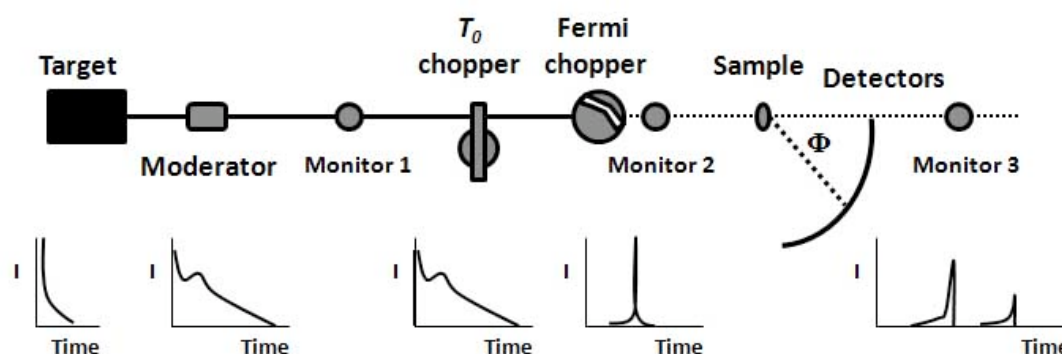 Target
Moderator
Monitor 1
T0
chopper
Fermi
chopper
Monitor 2
Sample
Detectors
Φ
Monitor 3
I
Time
I
Time
I
Time
I
Time
I
Time